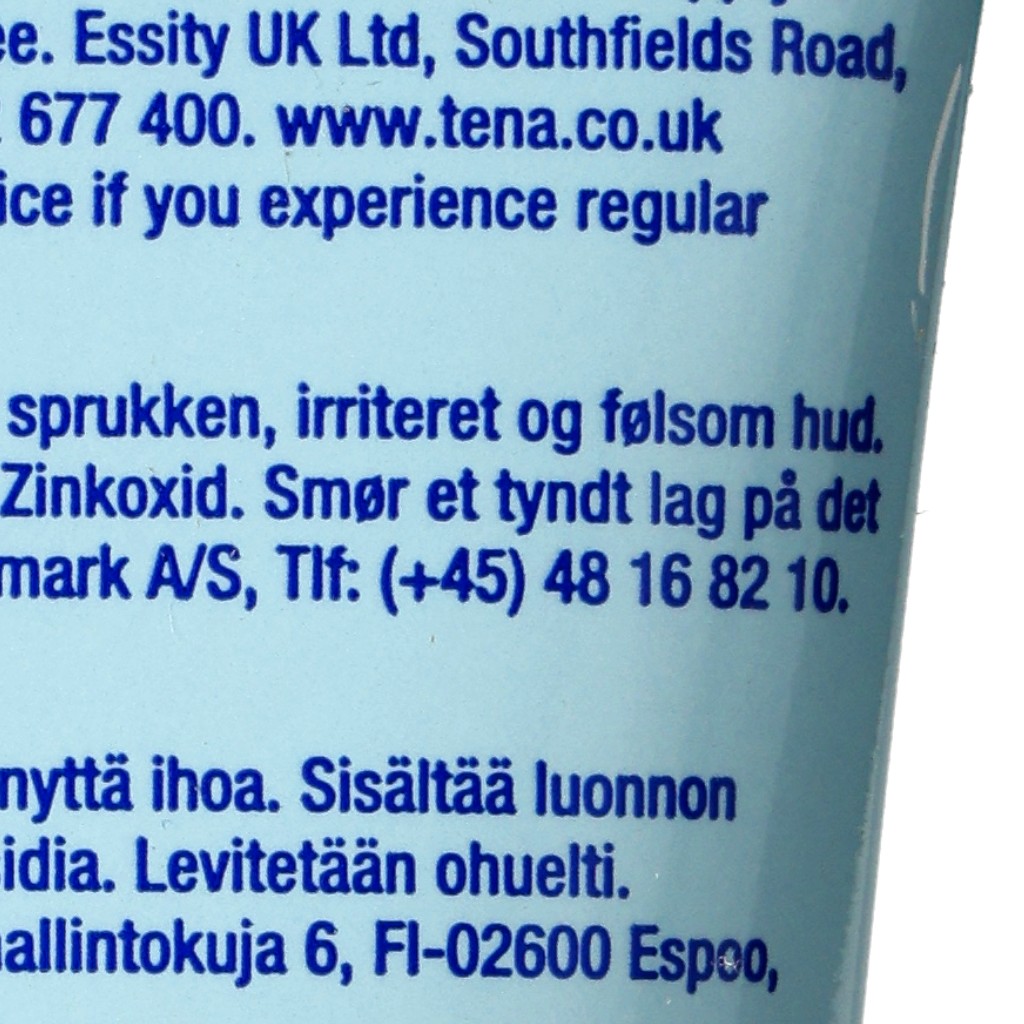 ee. Essity UK Ltd, Southfields Road,
677 400. www.tena.co.uk
ice if you experience regular
sprukken, irriteret og følsom hud.
Zinkoxid. Smør et tyndt lag på det
mark A/S, Tlf: (+45) 48 16 82 10.
nyttä ihoa. Sisältää luonnon
idia. Levitetään ohuelti.
allintokuja 6, FI-02600 Espoo,